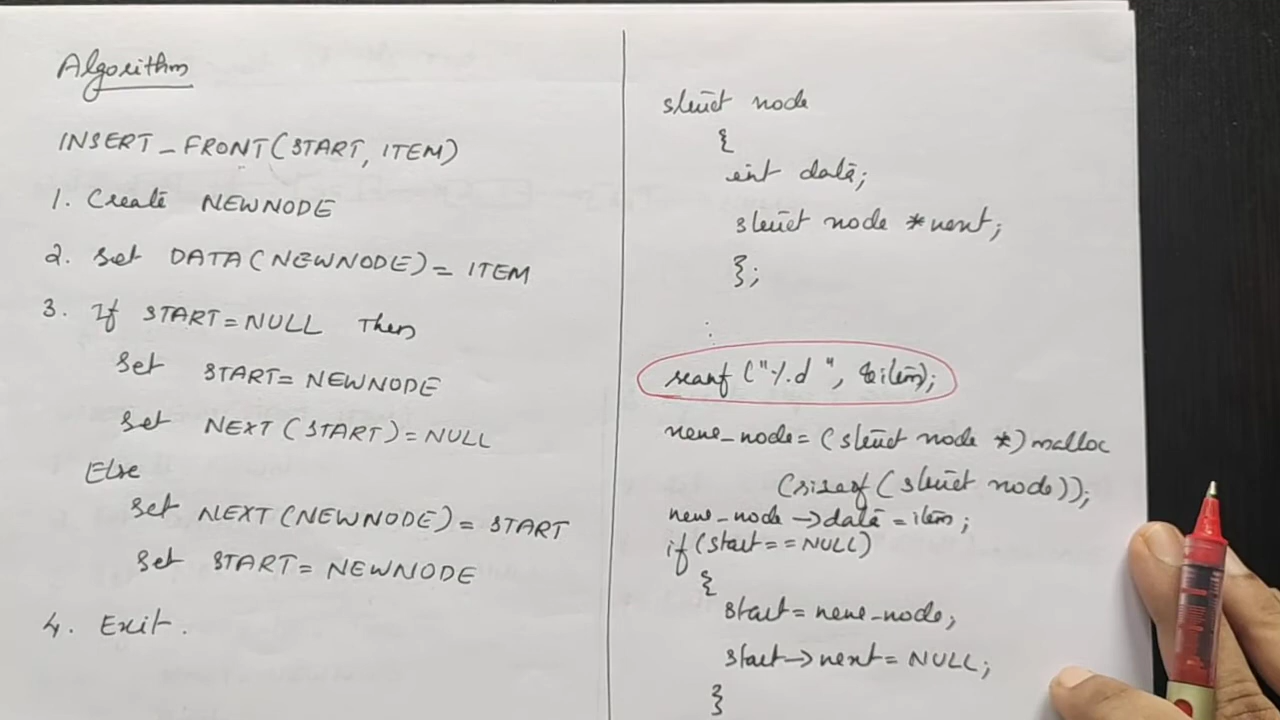 Algorithm
INSERT_FRONT(START, ITEM)
1. Create NEWNODE
2. Set DATA(NEWNODE) = ITEM
3. If START=NULL Then
Set START= NEWNODE
Set NEXT(START)=NULL
Else
Set NEXT(NEWNODE) = START
Set START= NEWNODE
4. Exit.
struct node
{
int data;
struct node *next;
};
:
scanf ("%d", &item);
new_node=(struct node *) malloc
(sizeof(struct node));
new_node->data=item;
if(start==NULL)
{
start=new_node;
start->next=NULL;
}